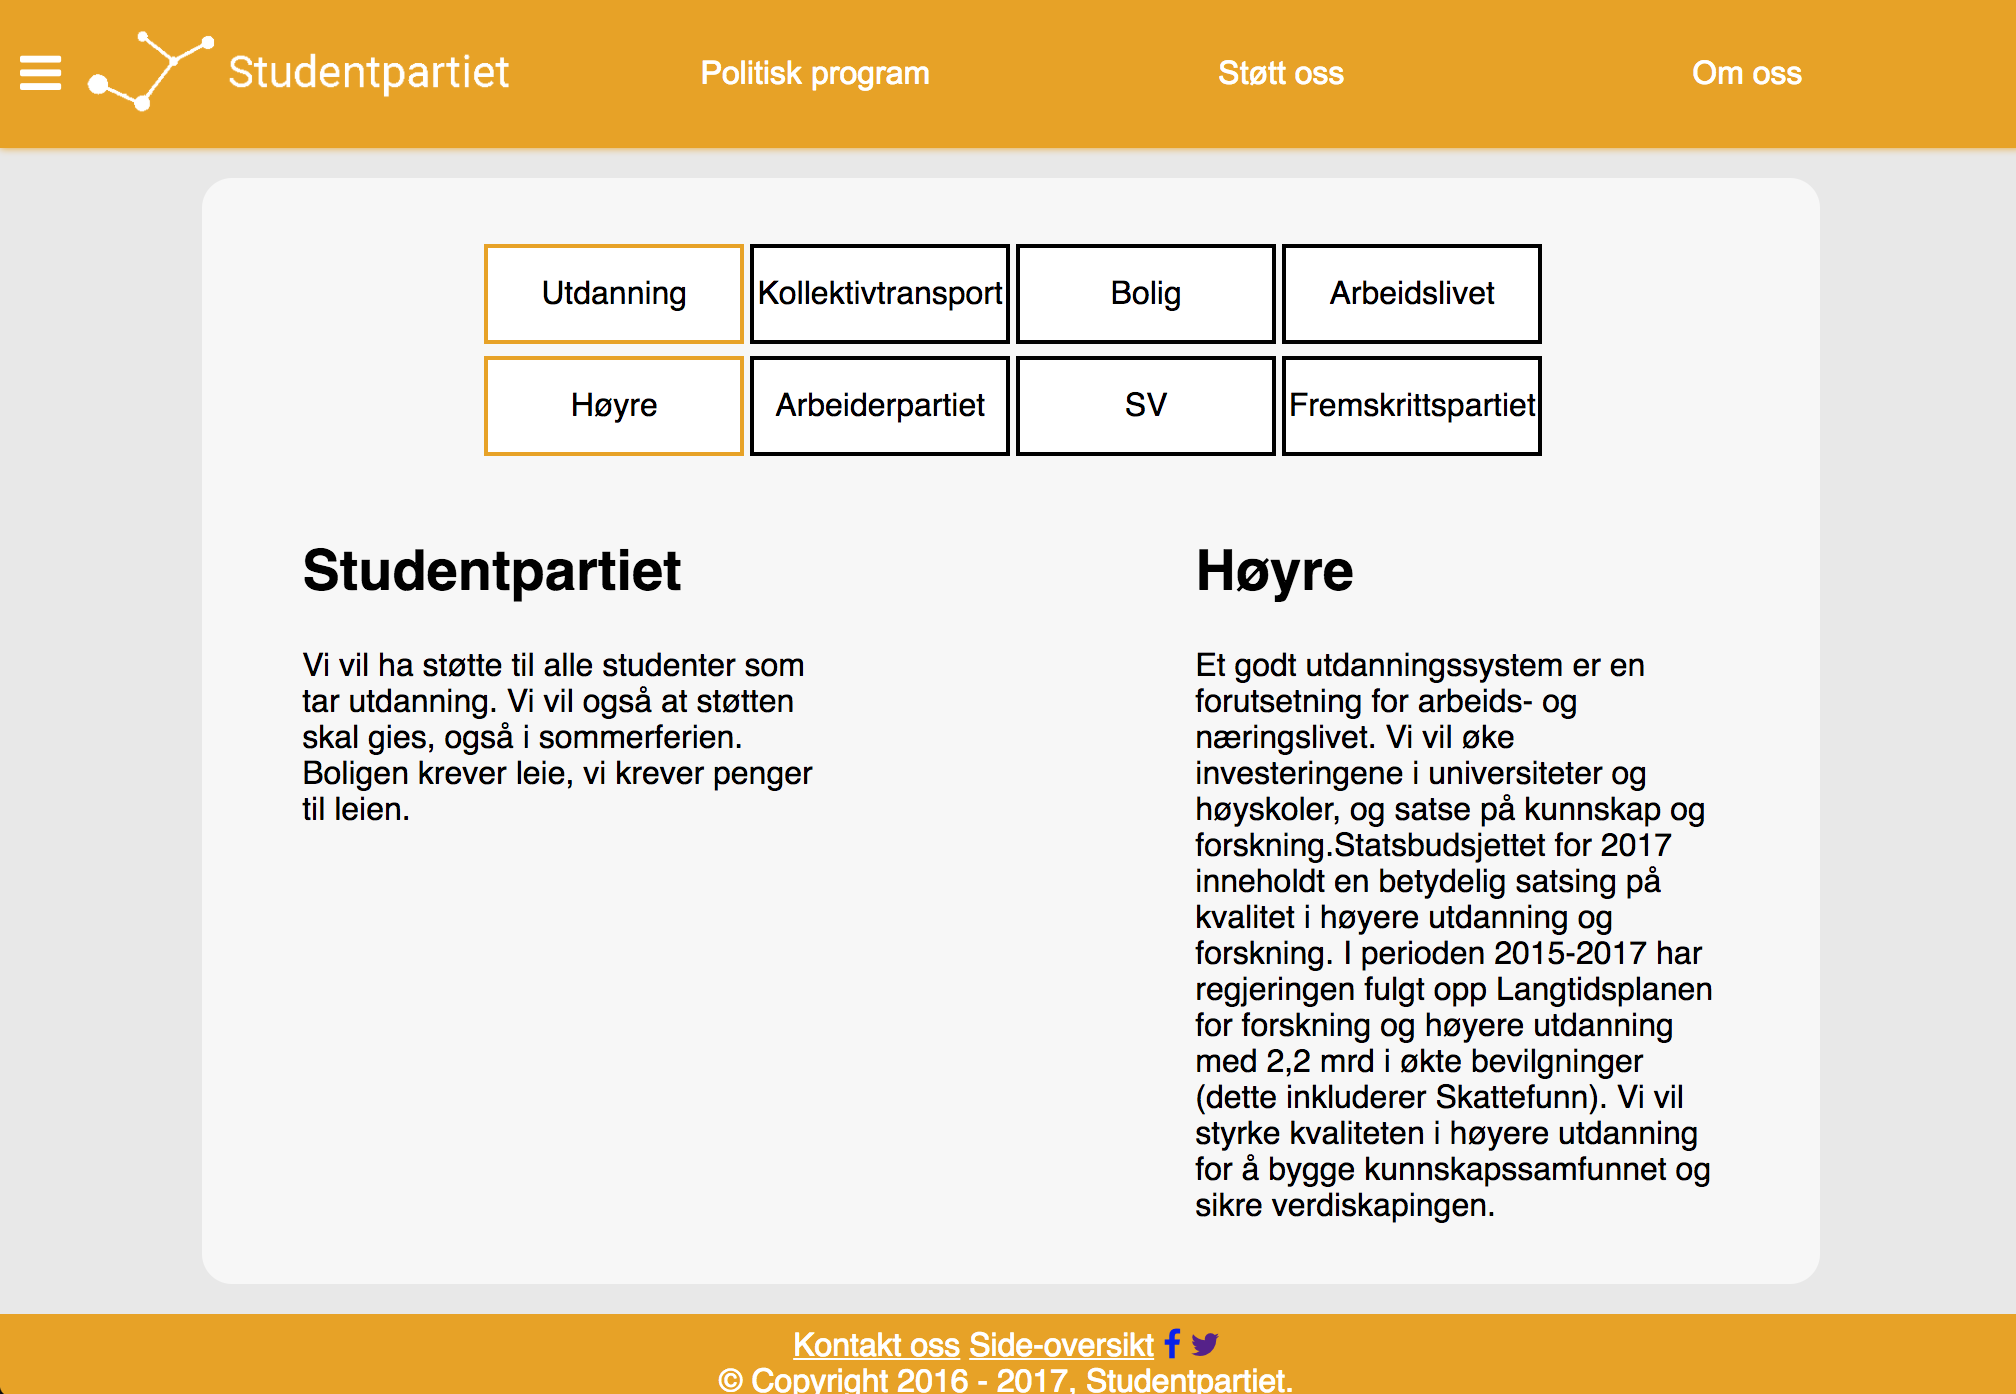 Studentpartiet
Politisk program
Støtt oss
Om oss
Utdanning
Kollektivtransport
Bolig
Arbeidslivet
Høyre
Arbeiderpartiet
SV
Fremskrittspartiet
Studentpartiet
Vi vil ha støtte til alle studenter som
tar utdanning. Vi vil også at støtten
skal gies, også i sommerferien.
Boligen krever leie, vi krever penger
til leien.
Høyre
Et godt utdanningssystem er en
forutsetning for arbeids- og
næringslivet. Vi vil øke
investeringene i universiteter og
høyskoler, og satse på kunnskap og
forskning.Statsbudsjettet for 2017
inneholdt en betydelig satsing på
kvalitet i høyere utdanning og
forskning. I perioden 2015-2017 har
regjeringen fulgt opp Langtidsplanen
for forskning og høyere utdanning
med 2,2 mrd i økte bevilgninger
(dette inkluderer Skattefunn). Vi vil
styrke kvaliteten i høyere utdanning
for å bygge kunnskapssamfunnet og
sikre verdiskapingen.
Kontakt oss Side-oversikt
© Copyright 2016 - 2017, Studentpartiet.